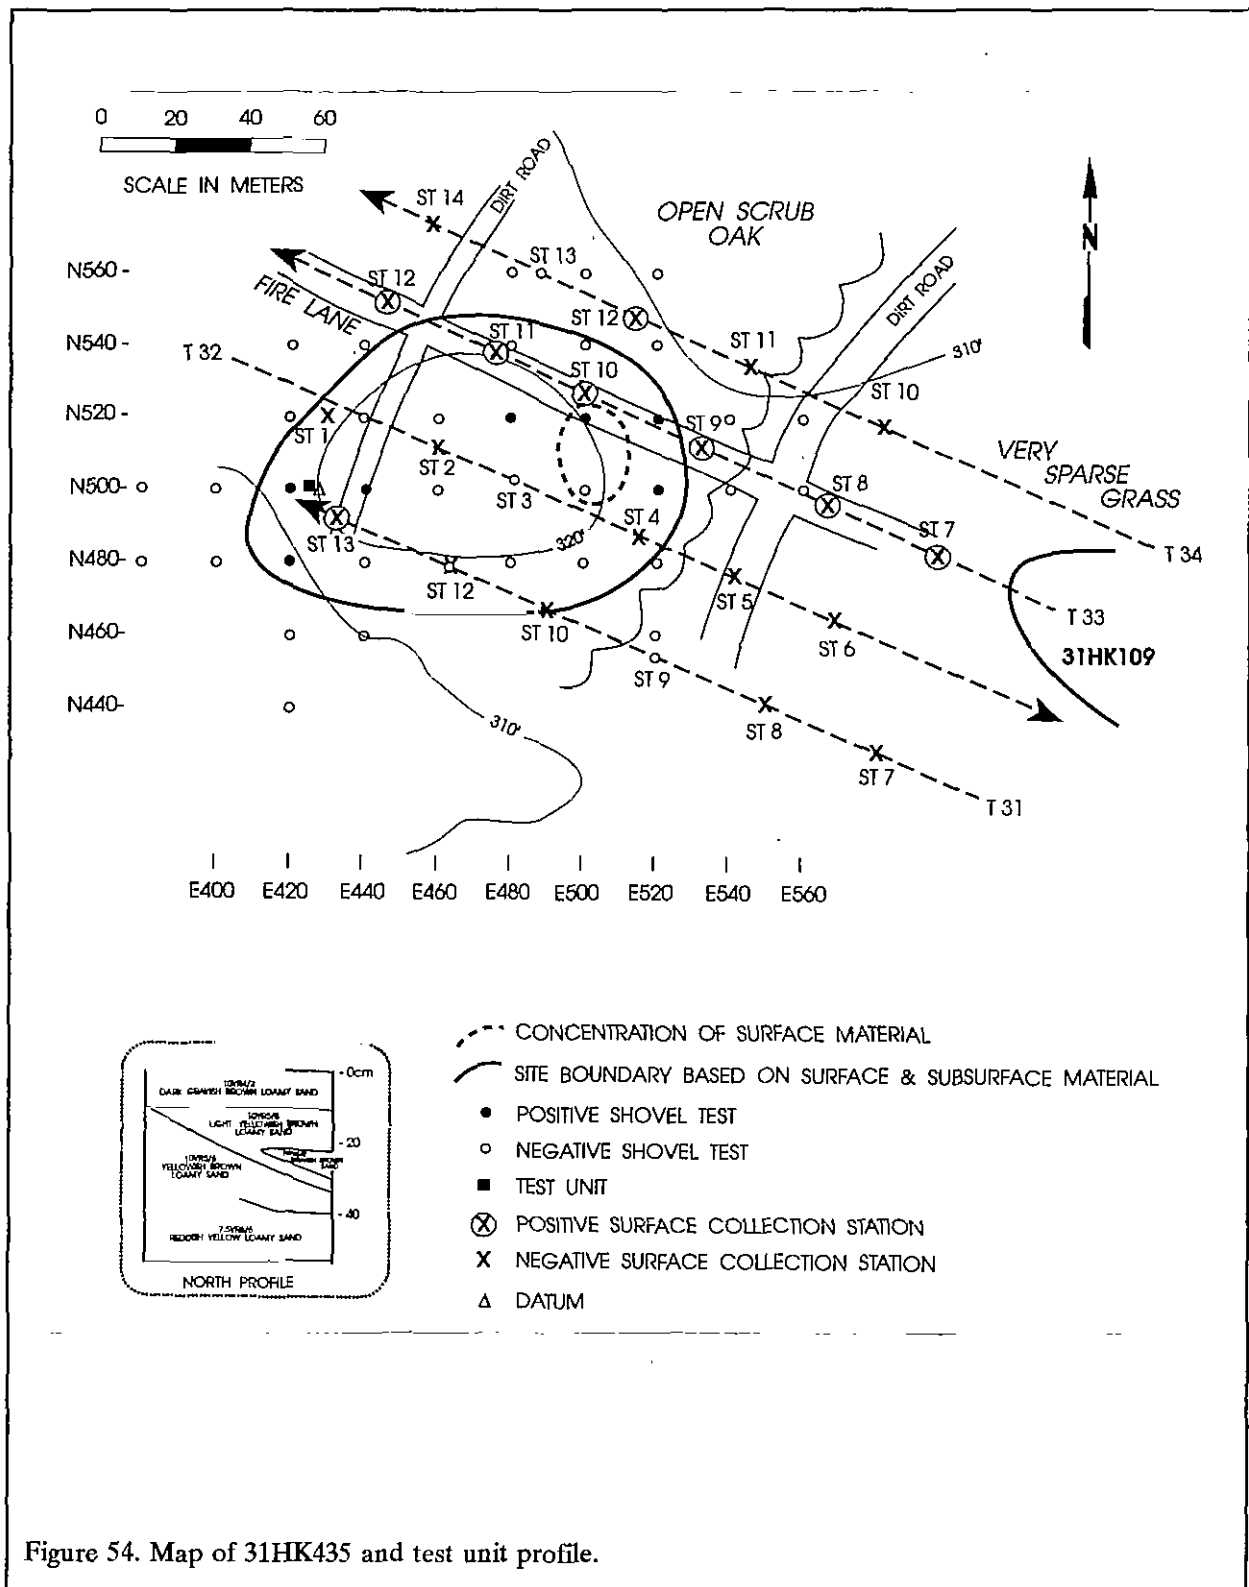 0 20 40 60
SCALE IN METERS
DIRT ROAD
OPEN SCRUB
OAK
N
ST 14
ST 13
ST 12
ST 11
ST 10
N560 -
N540 -
N520 -
N500 -
N480-
N460-
N440-
FIRE LANE
ST 12
ST 11
ST 10
ST 9
ST 8
ST 7
DIRT ROAD
310'
VERY
SPARSE
GRASS
T 32
ST 1
ST 2
ST 3
ST 4
ST 5
ST 6
320'
T 34
T 33
31HK109
ST 13
ST 12
ST 10
ST 9
ST 8
ST 7
T 31
310'
E400 E420 E440 E460 E480 E500 E520 E540 E560
- 0cm
10YR4/2
DARK GRAYISH BROWN LOAMY SAND
LIGHT YELLOWISH BROWN
LOAMY SAND
- 20
YELLOWISH BROWN
LOAMY SAND
- 40
REDDISH YELLOW LOAMY SAND
NORTH PROFILE
CONCENTRATION OF SURFACE MATERIAL
SITE BOUNDARY BASED ON SURFACE & SUBSURFACE MATERIAL
POSITIVE SHOVEL TEST
NEGATIVE SHOVEL TEST
TEST UNIT
POSITIVE SURFACE COLLECTION STATION
X NEGATIVE SURFACE COLLECTION STATION
DATUM
Figure 54. Map of 31HK435 and test unit profile.